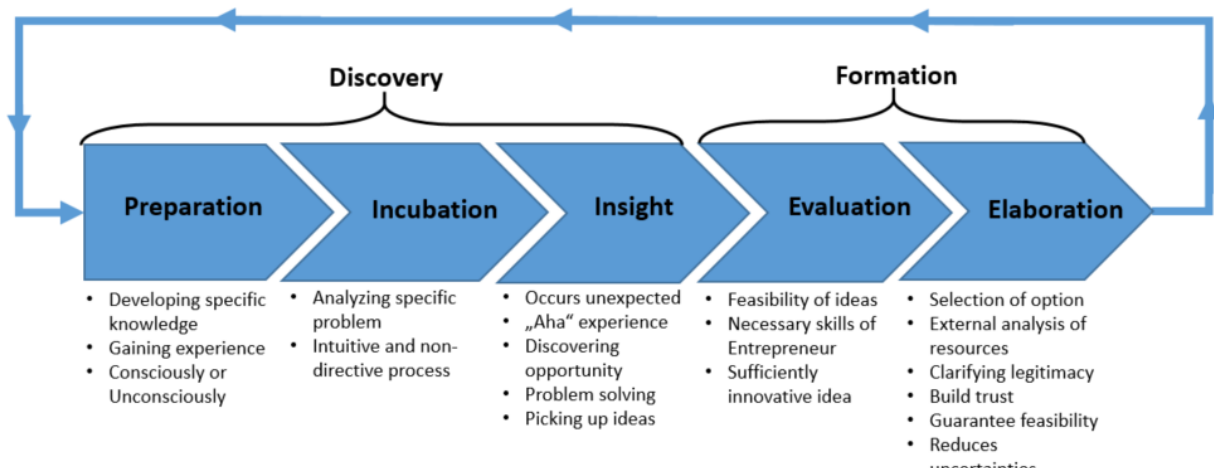 Discovery
Formation
Preparation
Incubation
Insight
Evaluation
Elaboration
• Developing specific
knowledge
• Gaining experience
• Consciously or
Unconsciously
• Analyzing specific
problem
• Intuitive and non-
directive process
• Occurs unexpected
• „Aha“ experience
• Discovering
opportunity
• Problem solving
• Picking up ideas
• Feasibility of ideas
• Necessary skills of
Entrepreneur
• Sufficiently
innovative idea
• Selection of option
• External analysis of
resources
• Clarifying legitimacy
• Build trust
• Guarantee feasibility
• Reduces
uncertainties